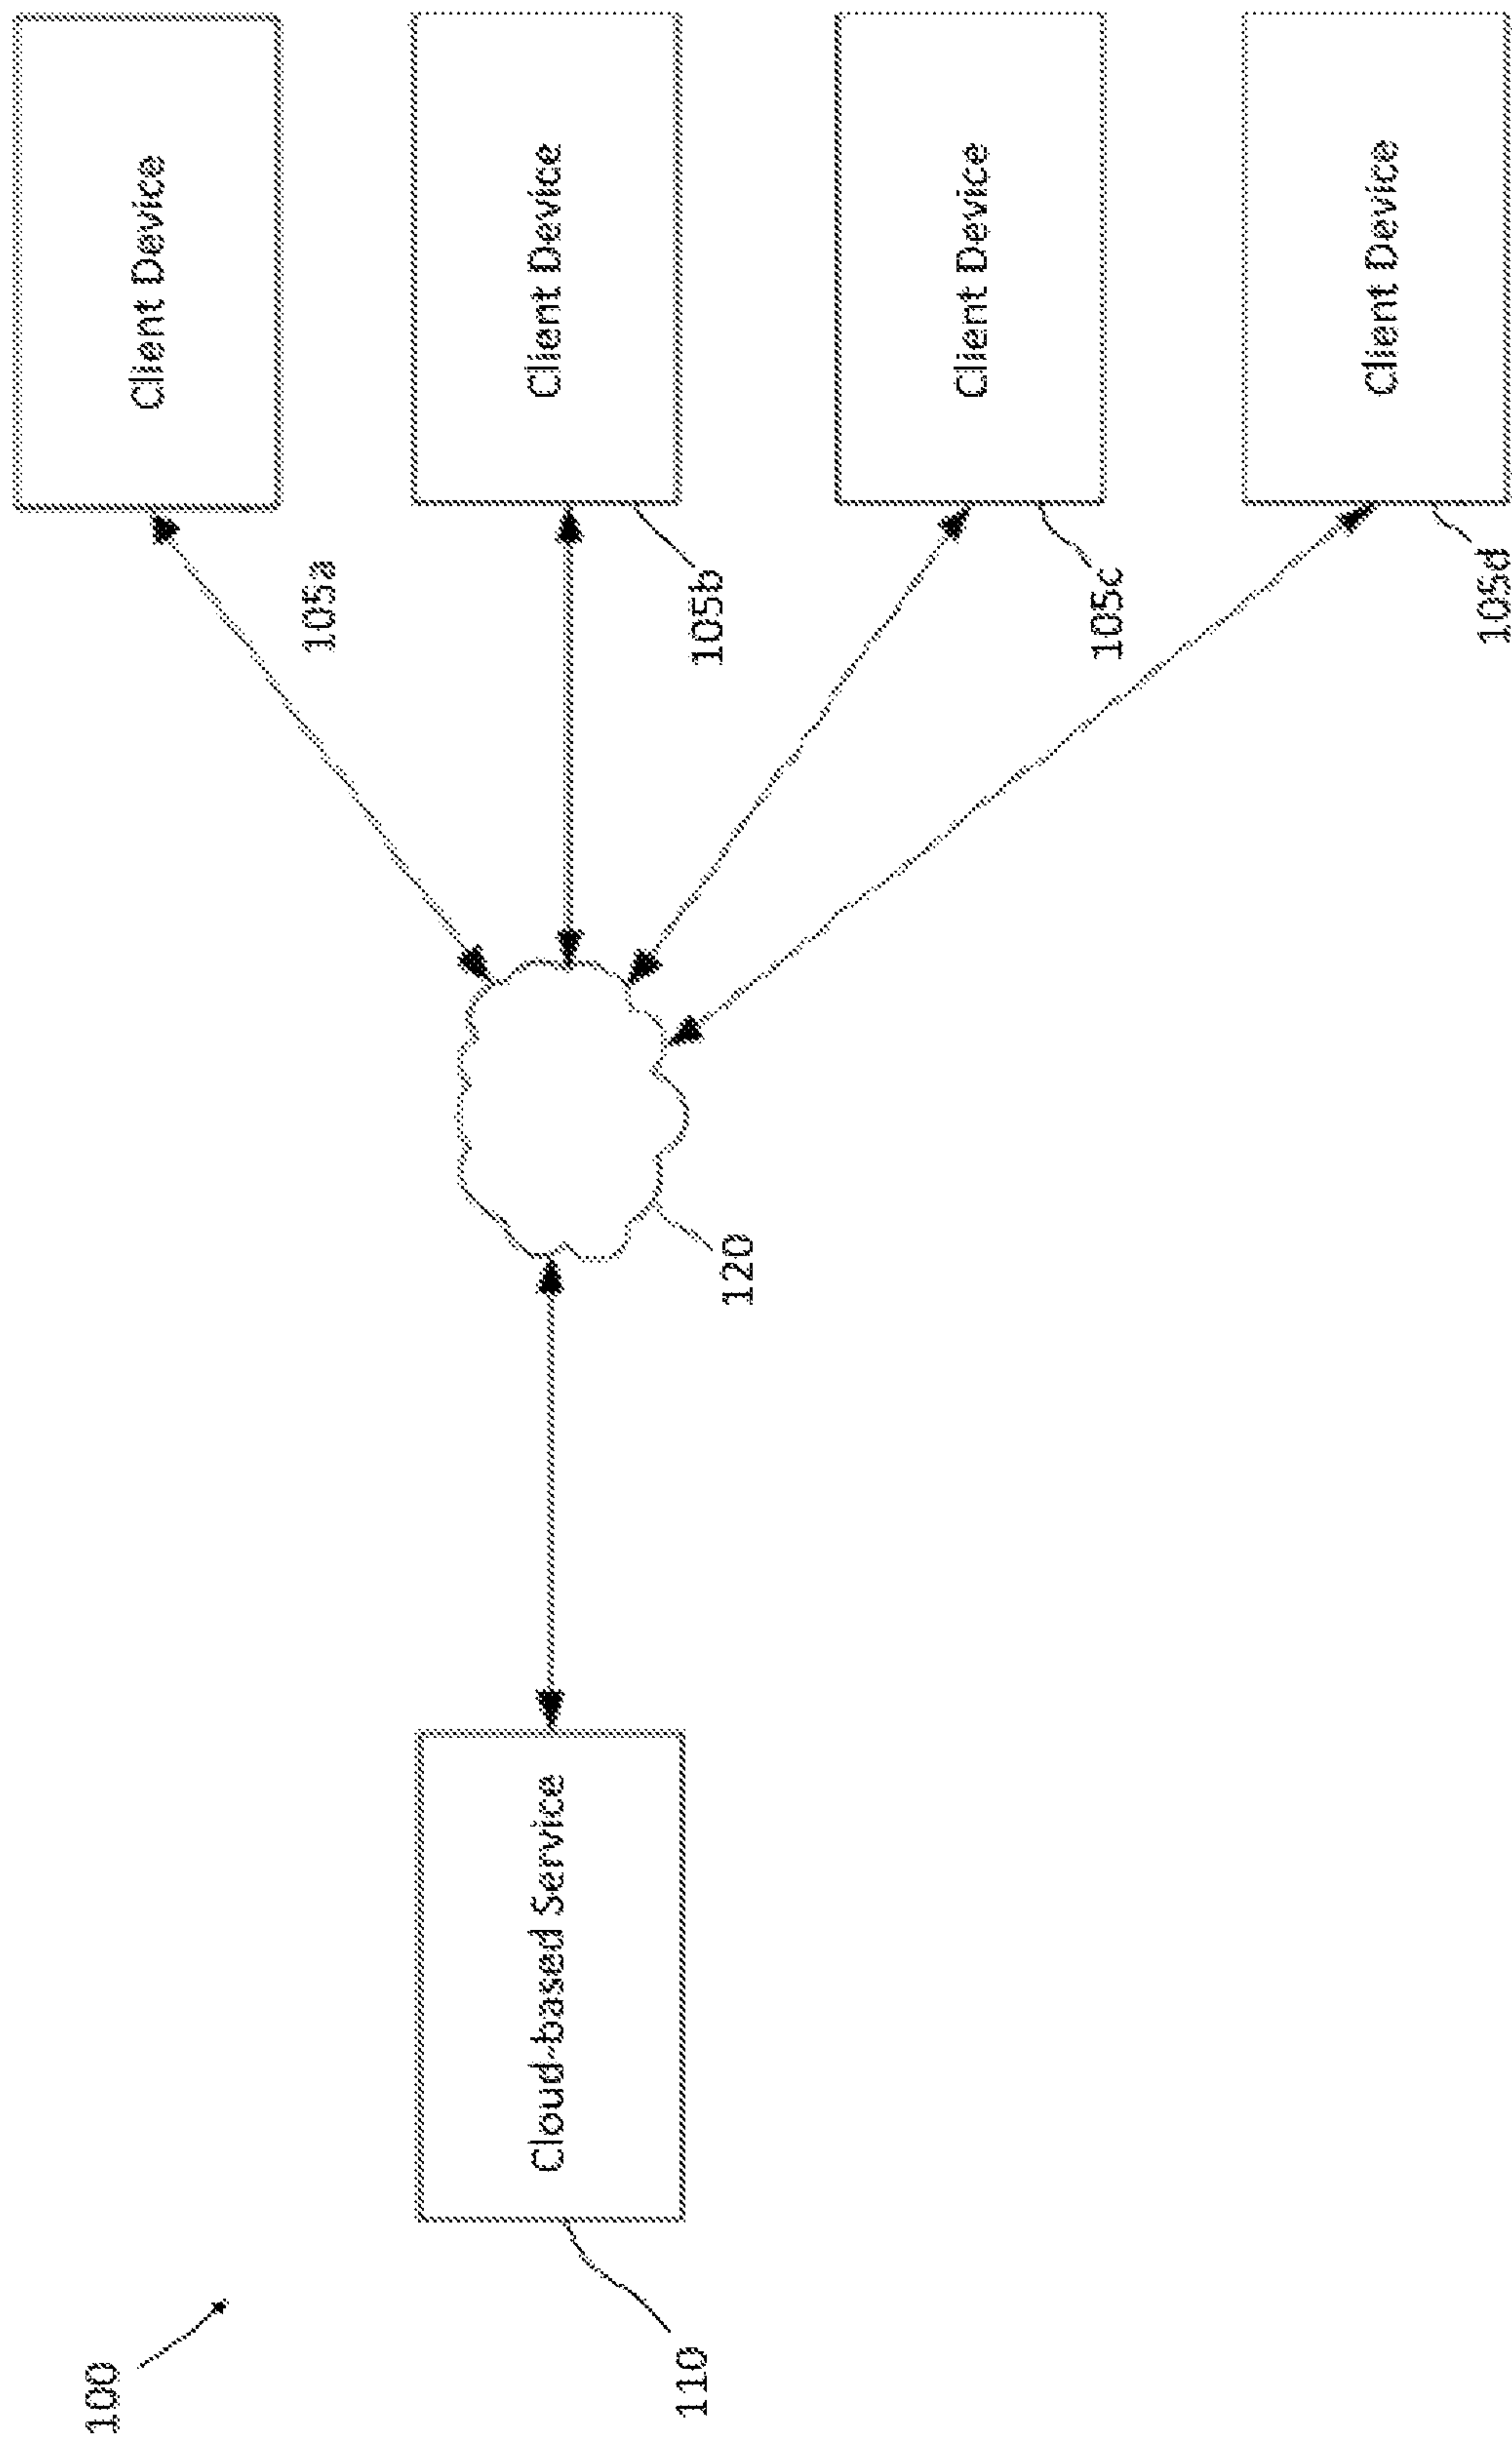 100
110
Cloud-based Service
120
Client Device
105a
Client Device
105b
Client Device
105c
Client Device
105d